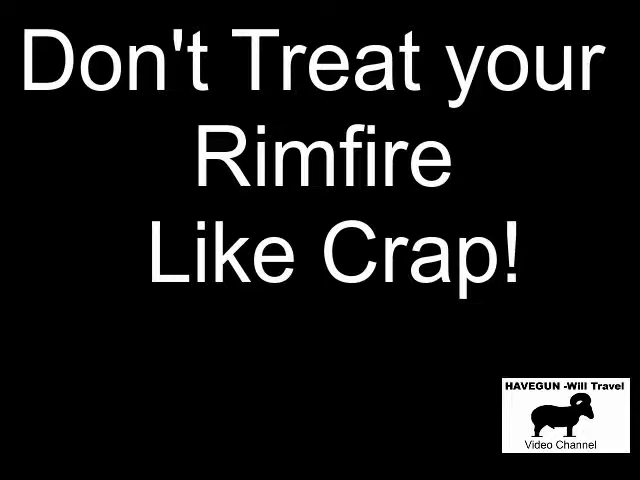 Don't Treat your
Rimfire
Like Crap!
HAVEGUN -Will Travel
Video Channel